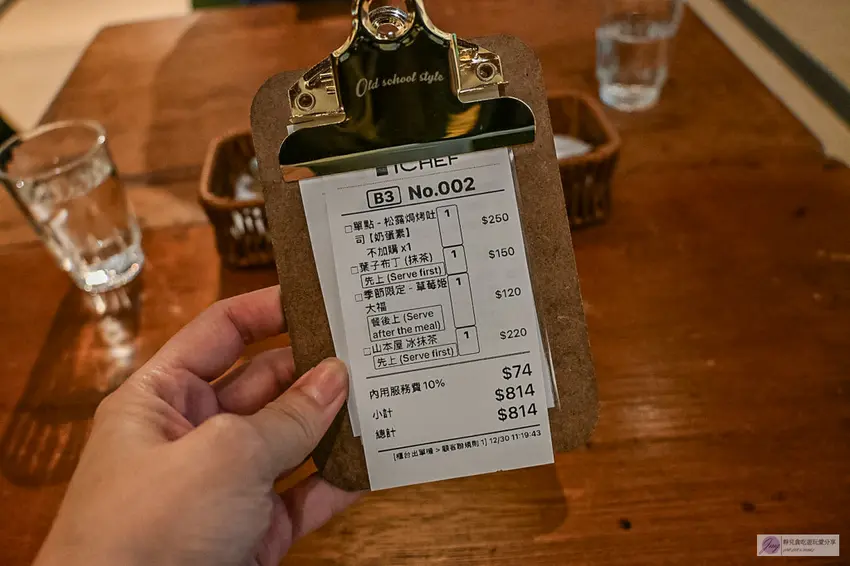 Old school style
iCHEF
B3 No.002
單點 - 松露焗烤吐 1 $250
司【奶蛋素】
不加購 x1
葉子布丁 (抹茶) 1 $150
先上 (Serve first)
季節限定 - 草莓姬 1 $120
大福
餐後上 (Serve
after the meal)
山本屋 冰抹茶 1 $220
先上 (Serve first)
內用服務費 10% $74
小計 $814
總計 $814
12/30 11:19:43